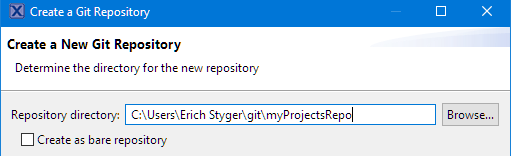 Create a Git Repository
Create a New Git Repository
Determine the directory for the new repository
Repository directory: C:\Users\Erich Styger\git\myProjectsRepo Browse...
Create as bare repository